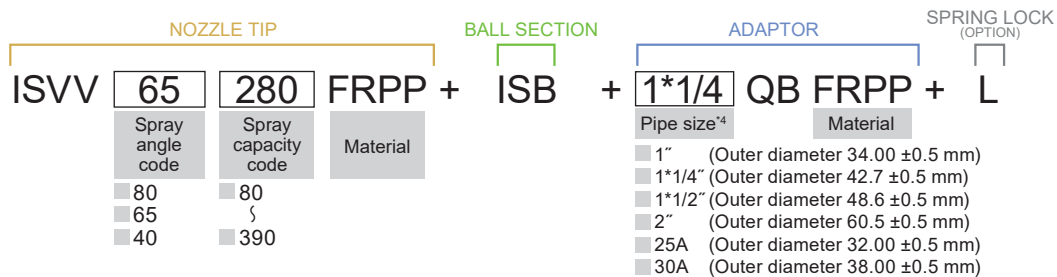 NOZZLE TIP BALL SECTION ADAPTOR SPRING LOCK
(OPTION)
ISVV 65 280 FRPP + ISB + 1*1/4 QB FRPP + L
Spray angle code
Spray capacity code
Material
Pipe size*4
Material
80
65
40
80
∫
390
1˝ (Outer diameter 34.00 ±0.5 mm)
1*1/4˝ (Outer diameter 42.7 ±0.5 mm)
1*1/2˝ (Outer diameter 48.6 ±0.5 mm)
2˝ (Outer diameter 60.5 ±0.5 mm)
25A (Outer diameter 32.00 ±0.5 mm)
30A (Outer diameter 38.00 ±0.5 mm)